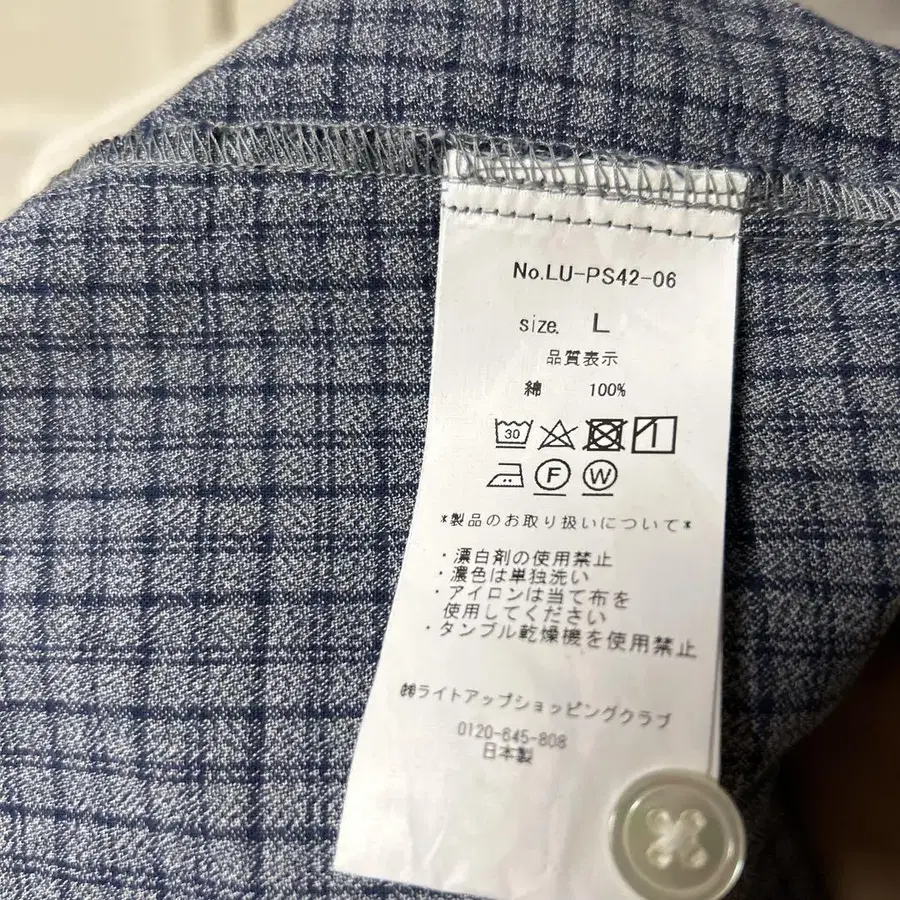 No.LU-PS42-06
size. L
品質表示
綿 100%
30
F W
*製品のお取り扱いについて*
・漂白剤の使用禁止
・濃色は単独洗い
・アイロンは当て布を
使用してください
・タンブル乾燥機を使用禁止
㈱ライトアップショッピングクラブ
0120-645-808
日本製